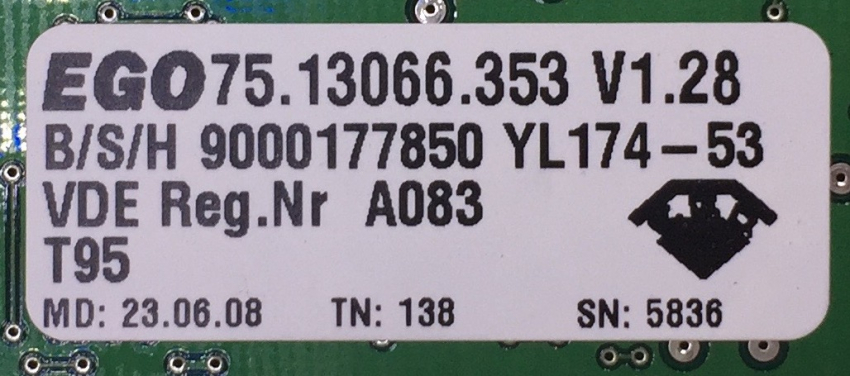 EGO 75.13066.353 V1.28
B/S/H 9000177850 YL174-53
VDE Reg.Nr A083
T95
MD: 23.06.08 TN: 138 SN: 5836